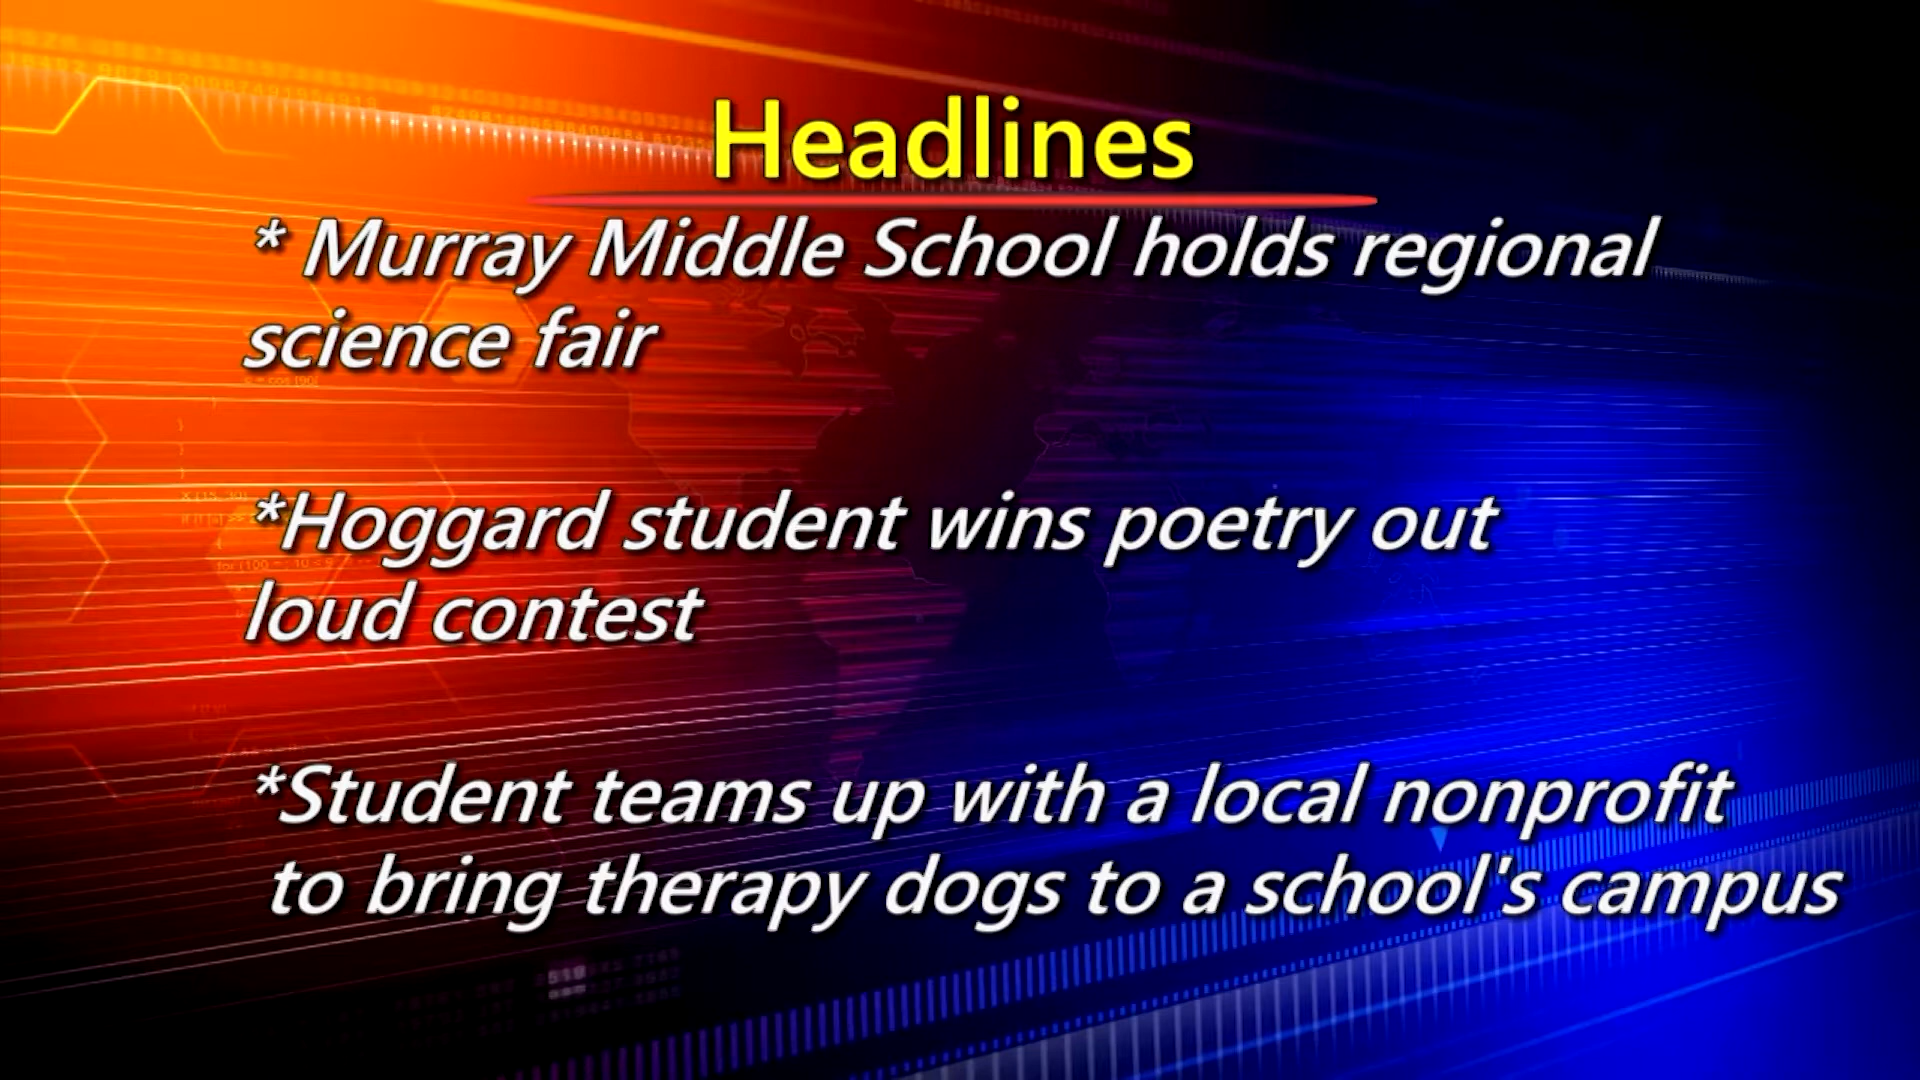 Headlines
* Murray Middle School holds regional
science fair
*Hoggard student wins poetry out
loud contest
*Student teams up with a local nonprofit
to bring therapy dogs to a school's campus